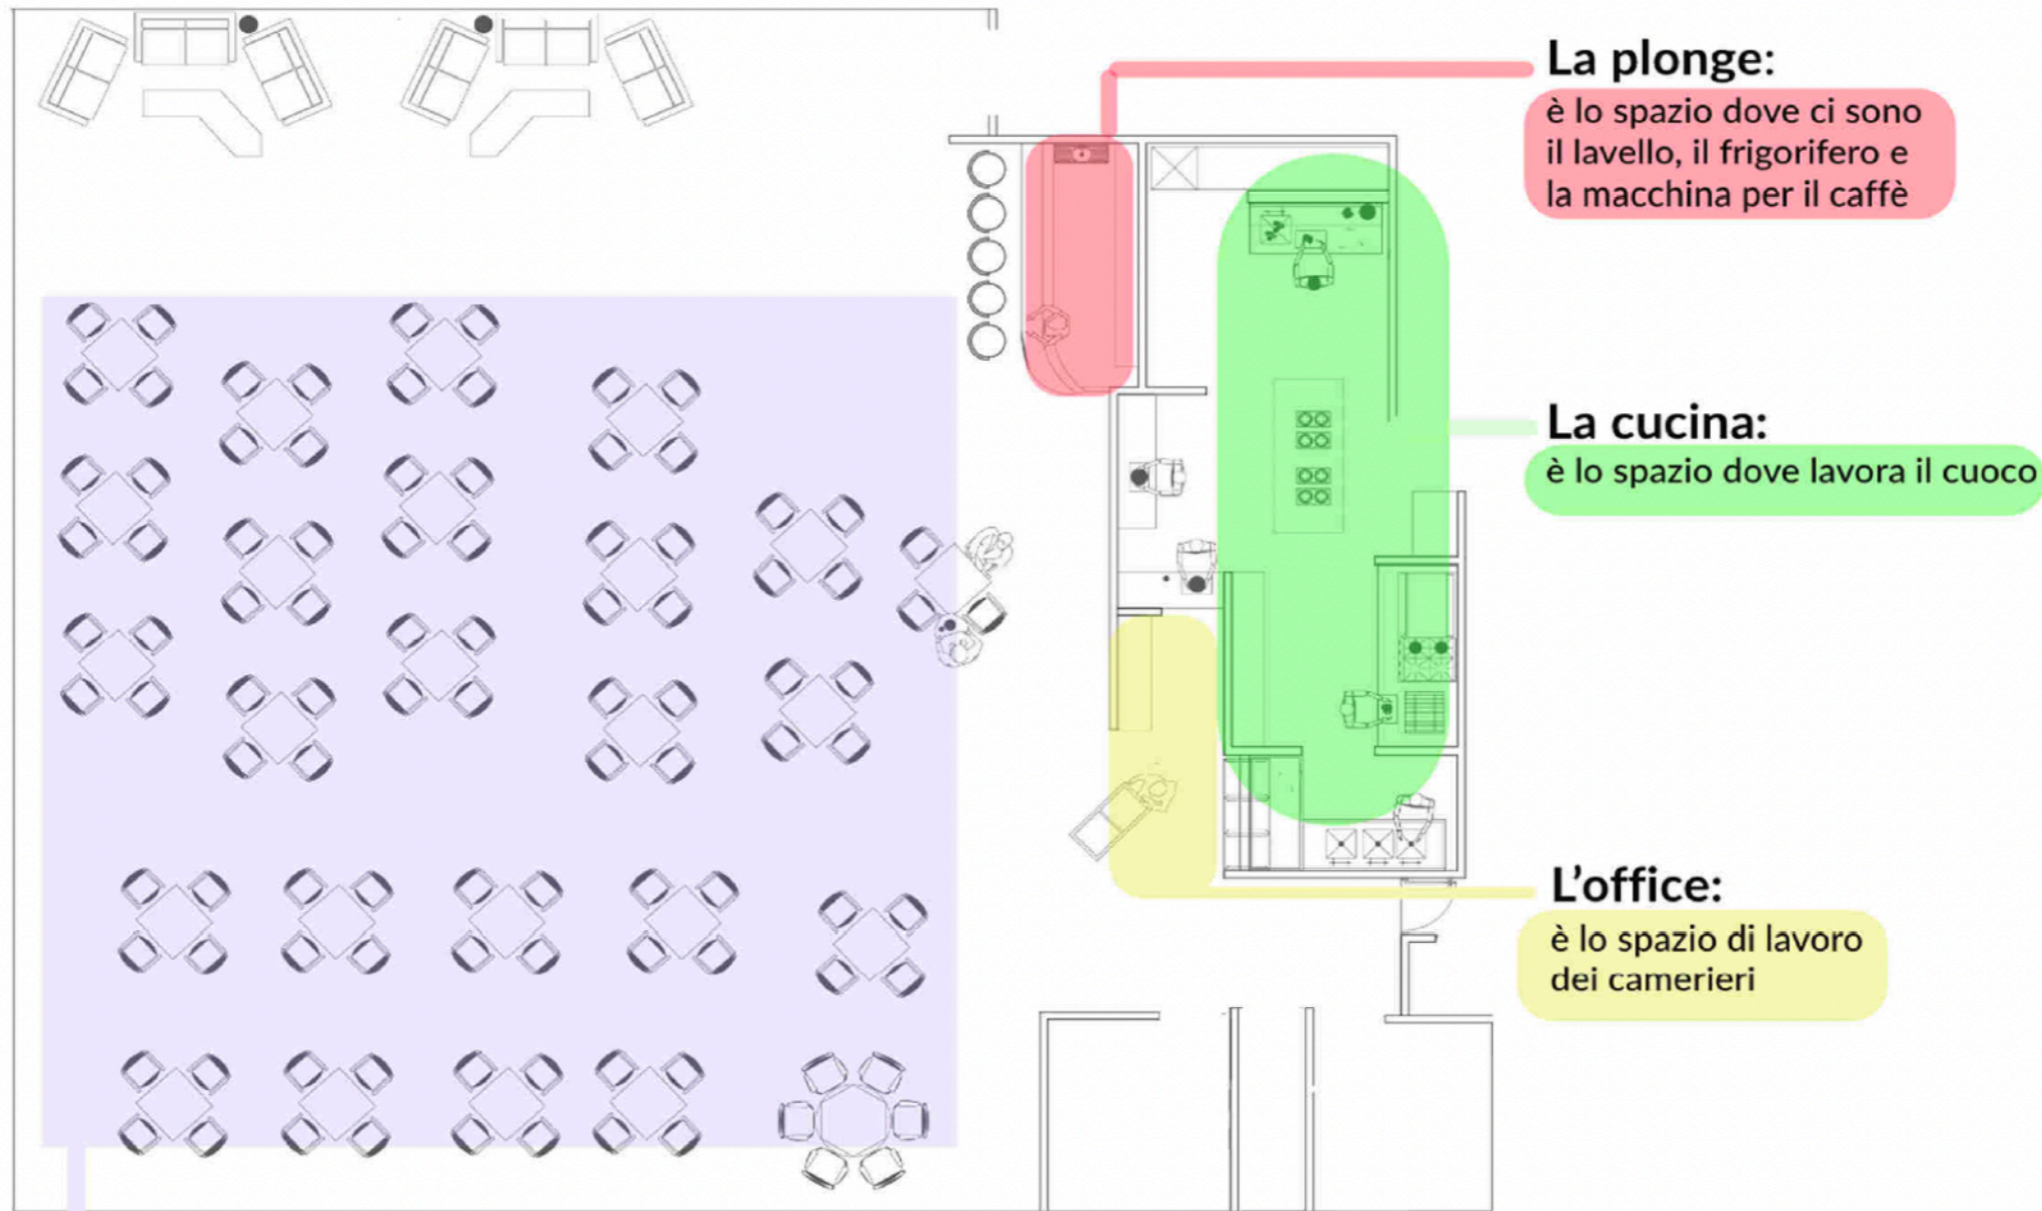 La plonge:
è lo spazio dove ci sono
il lavello, il frigorifero e
la macchina per il caffè
La cucina:
è lo spazio dove lavora il cuoco
L’office:
è lo spazio di lavoro
dei camerieri